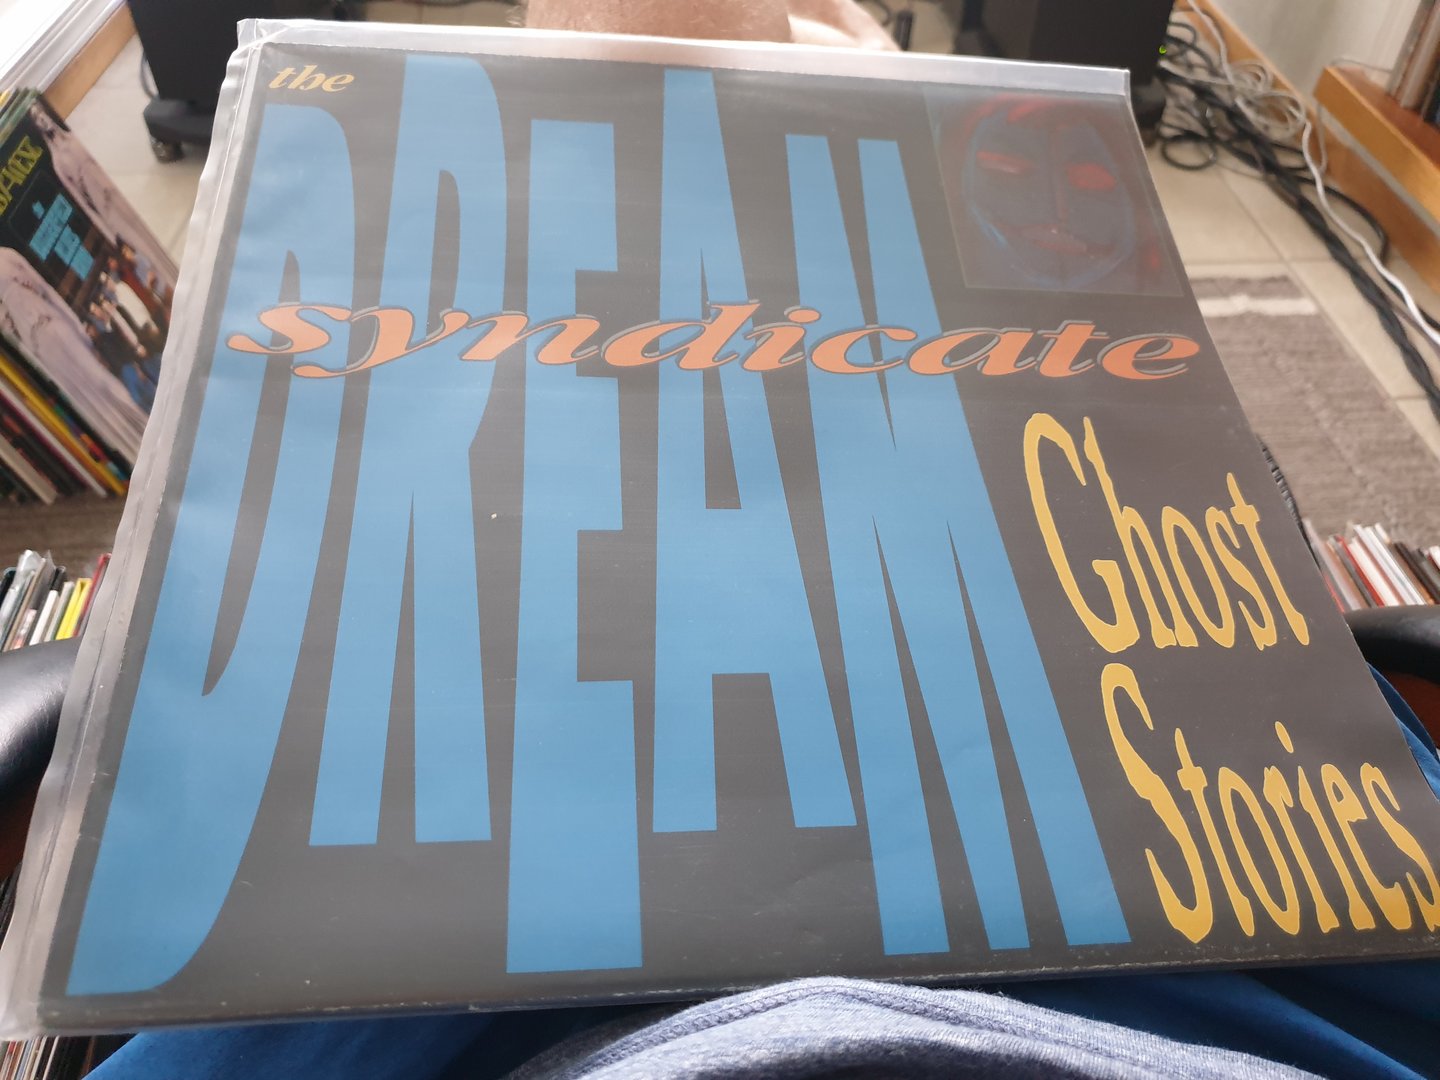 the
DREAM
syndicate
Ghost
Stories